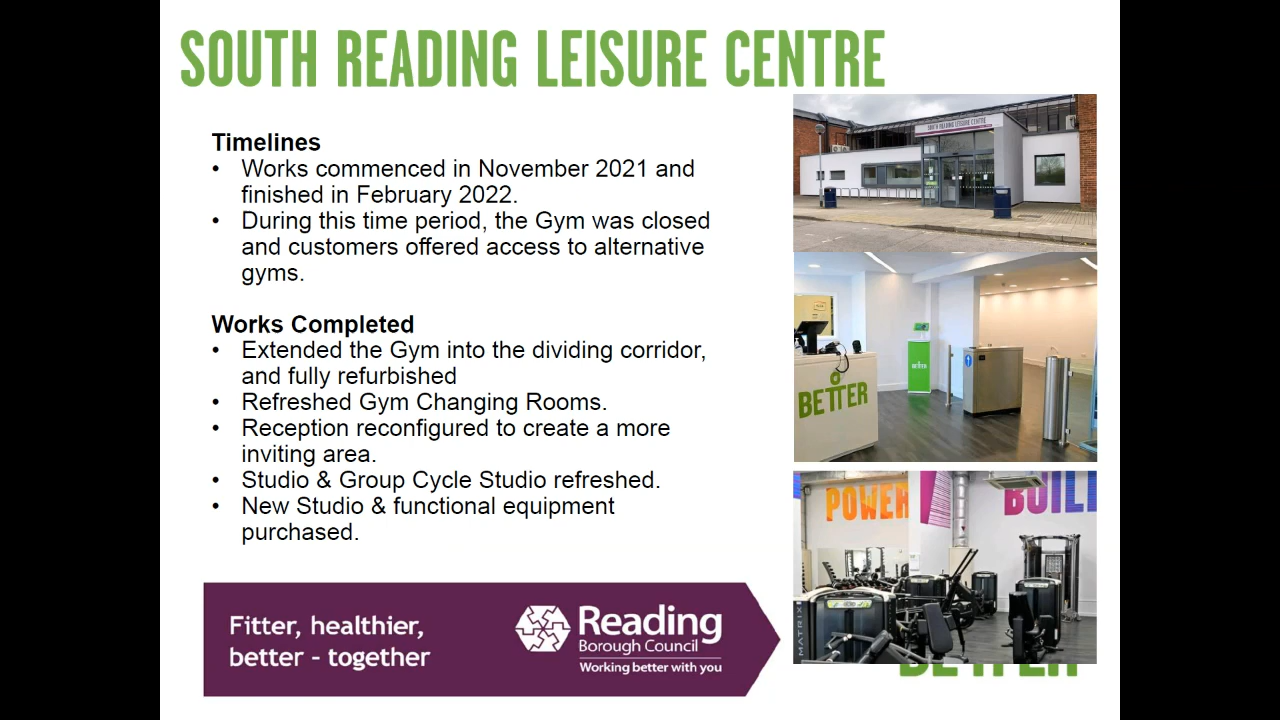 SOUTH READING LEISURE CENTRE
Timelines
• Works commenced in November 2021 and
finished in February 2022.
• During this time period, the Gym was closed
and customers offered access to alternative
gyms.
Works Completed
• Extended the Gym into the dividing corridor,
and fully refurbished
• Refreshed Gym Changing Rooms.
• Reception reconfigured to create a more
inviting area.
• Studio & Group Cycle Studio refreshed.
• New Studio & functional equipment
purchased.
SOUTH READING LEISURE CENTRE
BETTER
BETTER
POWER
BUIL
MATRIX
BETTER
Fitter, healthier,
better - together
Reading
Borough Council
Working better with you